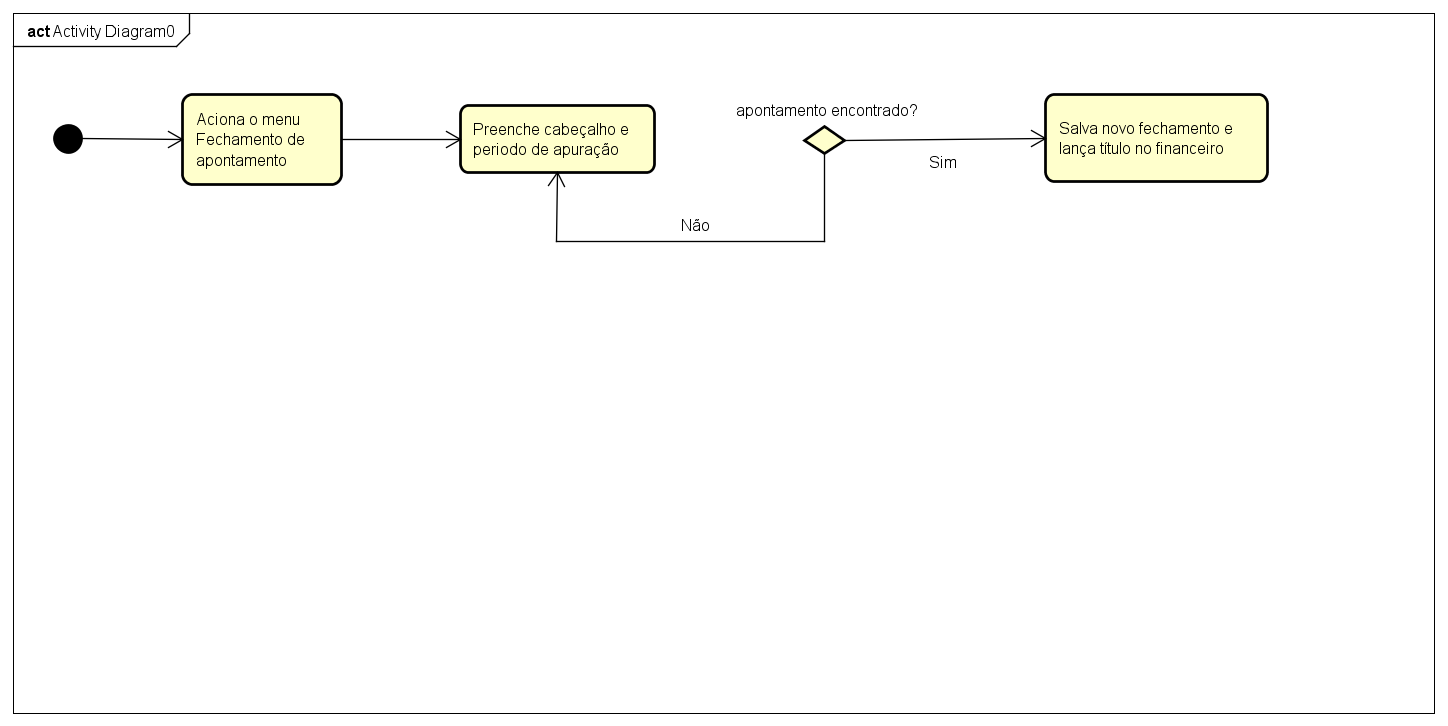 act Activity Diagram0
Aciona o menu
Fechamento de
apontamento
Preenche cabeçalho e
periodo de apuração
apontamento encontrado?
Sim
Salva novo fechamento e
lança título no financeiro
Não